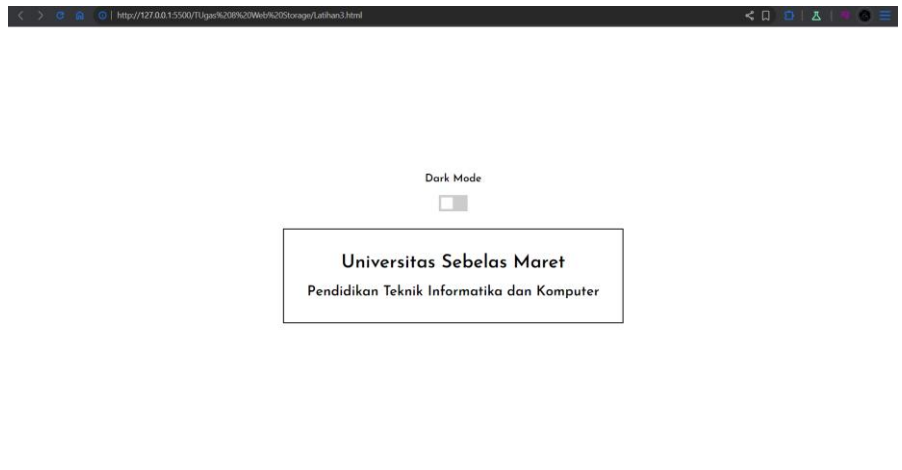 http://127.0.0.1:5500/TUgas%208%20Web%20Storage/Latihan3.html
Dark Mode
Universitas Sebelas Maret
Pendidikan Teknik Informatika dan Komputer